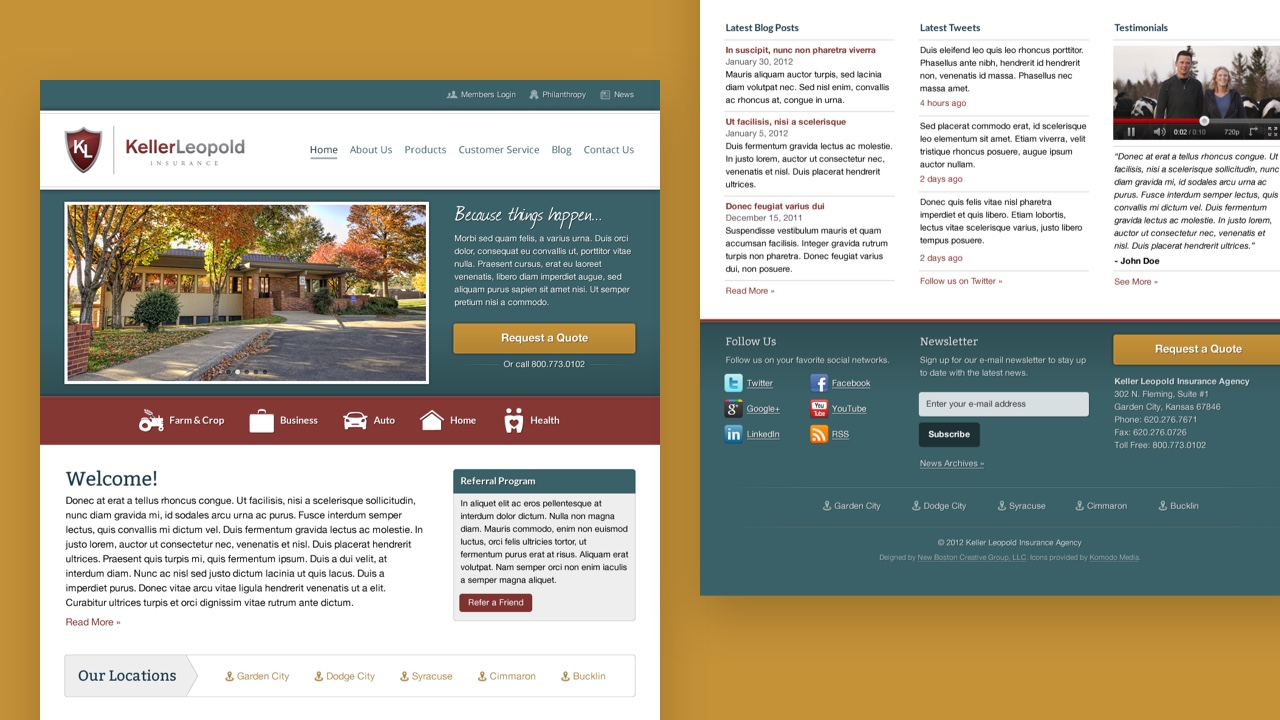 Members Login
Philanthropy
News
KL
KellerLeopold
INSURANCE
Home
About Us
Products
Customer Service
Blog
Contact Us
Because things happen...
Morbi sed quam felis, a varius urna. Duis orci
dolor, consequat eu convallis ut, porttitor vitae
nulla. Praesent cursus, erat eu laoreet
venenatis, libero diam imperdiet augue, sed
aliquam purus sapien sit amet nisi. Ut semper
pretium nisi a commodo.
Request a Quote
Or call 800.773.0102
Farm & Crop
Business
Auto
Home
Health
Welcome!
Donec at erat a tellus rhoncus congue. Ut facilisis, nisi a scelerisque sollicitudin,
nunc diam gravida mi, id sodales arcu urna ac purus. Fusce interdum semper
lectus, quis convallis mi dictum vel. Duis fermentum gravida lectus ac molestie. In
justo lorem, auctor ut consectetur nec, venenatis et nisl. Duis placerat hendrerit
ultrices. Praesent quis turpis mi, quis fermentum ipsum. Duis a dui velit, at
interdum diam. Nunc ac nisl sed justo dictum lacinia ut quis lacus. Duis a
imperdiet purus. Donec vitae arcu vitae ligula hendrerit venenatis ut a elit.
Curabitur ultrices turpis et orci dignissim vitae rutrum ante dictum.
Read More »
Referral Program
In aliquet elit ac eros pellentesque at
interdum dolor dictum. Nulla non magna
diam. Mauris commodo, enim non euismod
luctus, orci felis ultricies tortor, ut
fermentum purus erat at risus. Aliquam erat
volutpat. Nam semper orci non enim iaculis
a semper magna aliquet.
Refer a Friend
Our Locations
Garden City
Dodge City
Syracuse
Cimmaron
Bucklin
Latest Blog Posts
In suscipit, nunc non pharetra viverra
January 30, 2012
Mauris aliquam auctor turpis, sed lacinia
diam volutpat nec. Sed nisl enim, convallis
ac rhoncus at, congue in urna.
Ut facilisis, nisi a scelerisque
January 5, 2012
Duis fermentum gravida lectus ac molestie.
In justo lorem, auctor ut consectetur nec,
venenatis et nisl. Duis placerat hendrerit
ultrices.
Donec feugiat varius dui
December 15, 2011
Suspendisse vestibulum mauris et quam
accumsan facilisis. Integer gravida rutrum
turpis non pharetra. Donec feugiat varius
dui, non posuere.
Read More »
Latest Tweets
Duis eleifend leo quis leo rhoncus porttitor.
Phasellus ante nibh, hendrerit id hendrerit
non, venenatis id massa. Phasellus nec
massa amet.
4 hours ago
Sed placerat commodo erat, id scelerisque
leo elementum sit amet. Etiam viverra, velit
tristique rhoncus posuere, augue ipsum
auctor nullam.
2 days ago
Donec quis felis vitae nisl pharetra
imperdiet et quis libero. Etiam lobortis,
lectus vitae scelerisque varius, justo libero
tempus posuere.
2 days ago
Follow us on Twitter »
Testimonials
0:02 / 0:10
720p
“Donec at erat a tellus rhoncus congue. Ut
facilisis, nisi a scelerisque sollicitudin, nunc
diam gravida mi, id sodales arcu urna ac
purus. Fusce interdum semper lectus, quis
convallis mi dictum vel. Duis fermentum
gravida lectus ac molestie. In justo lorem,
auctor ut consectetur nec, venenatis et
nisl. Duis placerat hendrerit ultrices.”
- John Doe
See More »
Follow Us
Follow us on your favorite social networks.
Twitter
Facebook
Google+
YouTube
LinkedIn
RSS
Newsletter
Sign up for our e-mail newsletter to stay up
to date with the latest news.
Enter your e-mail address
Subscribe
News Archives »
Request a Quote
Keller Leopold Insurance Agency
302 N. Fleming, Suite #1
Garden City, Kansas 67846
Phone: 620.276.7671
Fax: 620.276.0726
Toll Free: 800.773.0102
Garden City
Dodge City
Syracuse
Cimmaron
Bucklin
© 2012 Keller Leopold Insurance Agency
Deigned by New Boston Creative Group, LLC. Icons provided by Komodo Media.